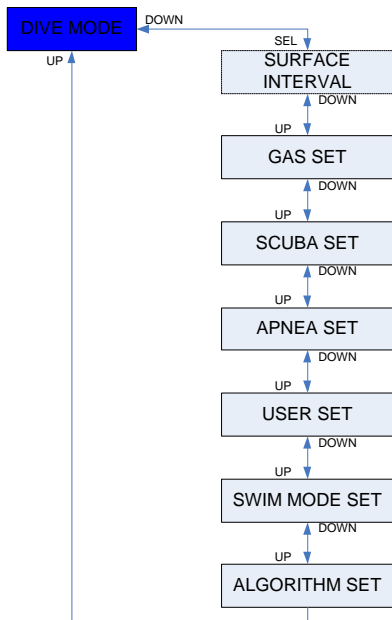 DIVE MODE
DOWN
SEL
UP
SURFACE
INTERVAL
DOWN
UP
GAS SET
DOWN
UP
SCUBA SET
DOWN
UP
APNEA SET
DOWN
UP
USER SET
DOWN
UP
SWIM MODE SET
DOWN
UP
ALGORITHM SET